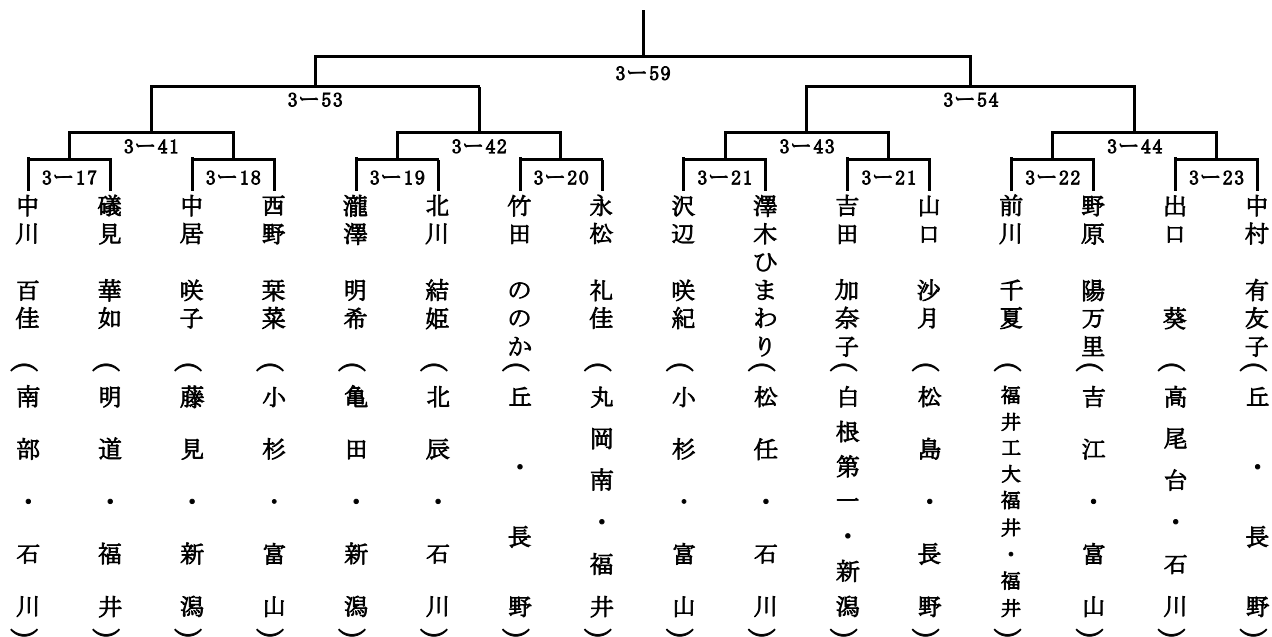 3ー59
3ー53
3ー54
3ー41
3ー42
3ー43
3ー44
3ー17
3ー18
3ー19
3ー20
3ー21
3ー21
3ー22
3ー23
中川 百佳(南部・石川)
礒見 華如(明道・福井)
中居 咲子(藤見・新潟)
西野 栞菜(小杉・富山)
瀧澤 明希(亀田・新潟)
北川 結姫(北辰・石川)
竹田 ののか(丘・長野)
永松 礼佳(丸岡南・福井)
沢辺 咲紀(小杉・富山)
澤木ひまわり(松任・石川)
吉田 加奈子(白根第一・新潟)
山口 沙月(松島・長野)
前川 千夏(福井工大福井・福井)
野原 陽万里(吉江・富山)
出口 葵(高尾台・石川)
中村 有友子(丘・長野)